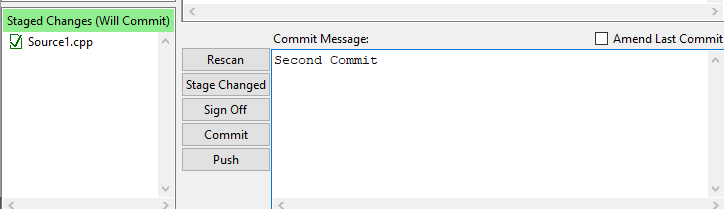 Staged Changes (Will Commit)
Source1.cpp
Commit Message:
Amend Last Commit
Rescan
Stage Changed
Sign Off
Commit
Push
Second Commit